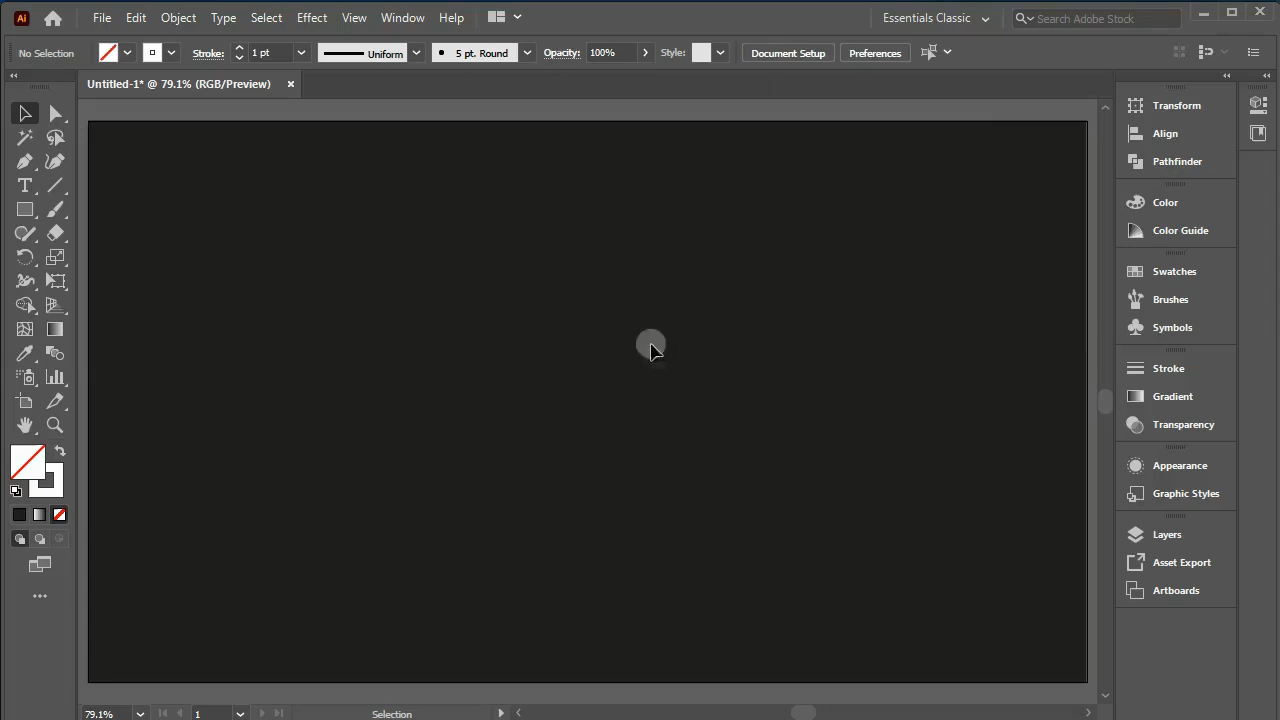 Ai File Edit Object Type Select Effect View Window Help Essentials Classic Search Adobe Stock
No Selection Stroke: 1 pt Uniform 5 pt. Round Opacity: 100% Style: Document Setup Preferences
Untitled-1* @ 79.1% (RGB/Preview)
Transform
Align
Pathfinder
Color
Color Guide
Swatches
Brushes
Symbols
Stroke
Gradient
Transparency
Appearance
Graphic Styles
Layers
Asset Export
Artboards
79.1% 1 Selection